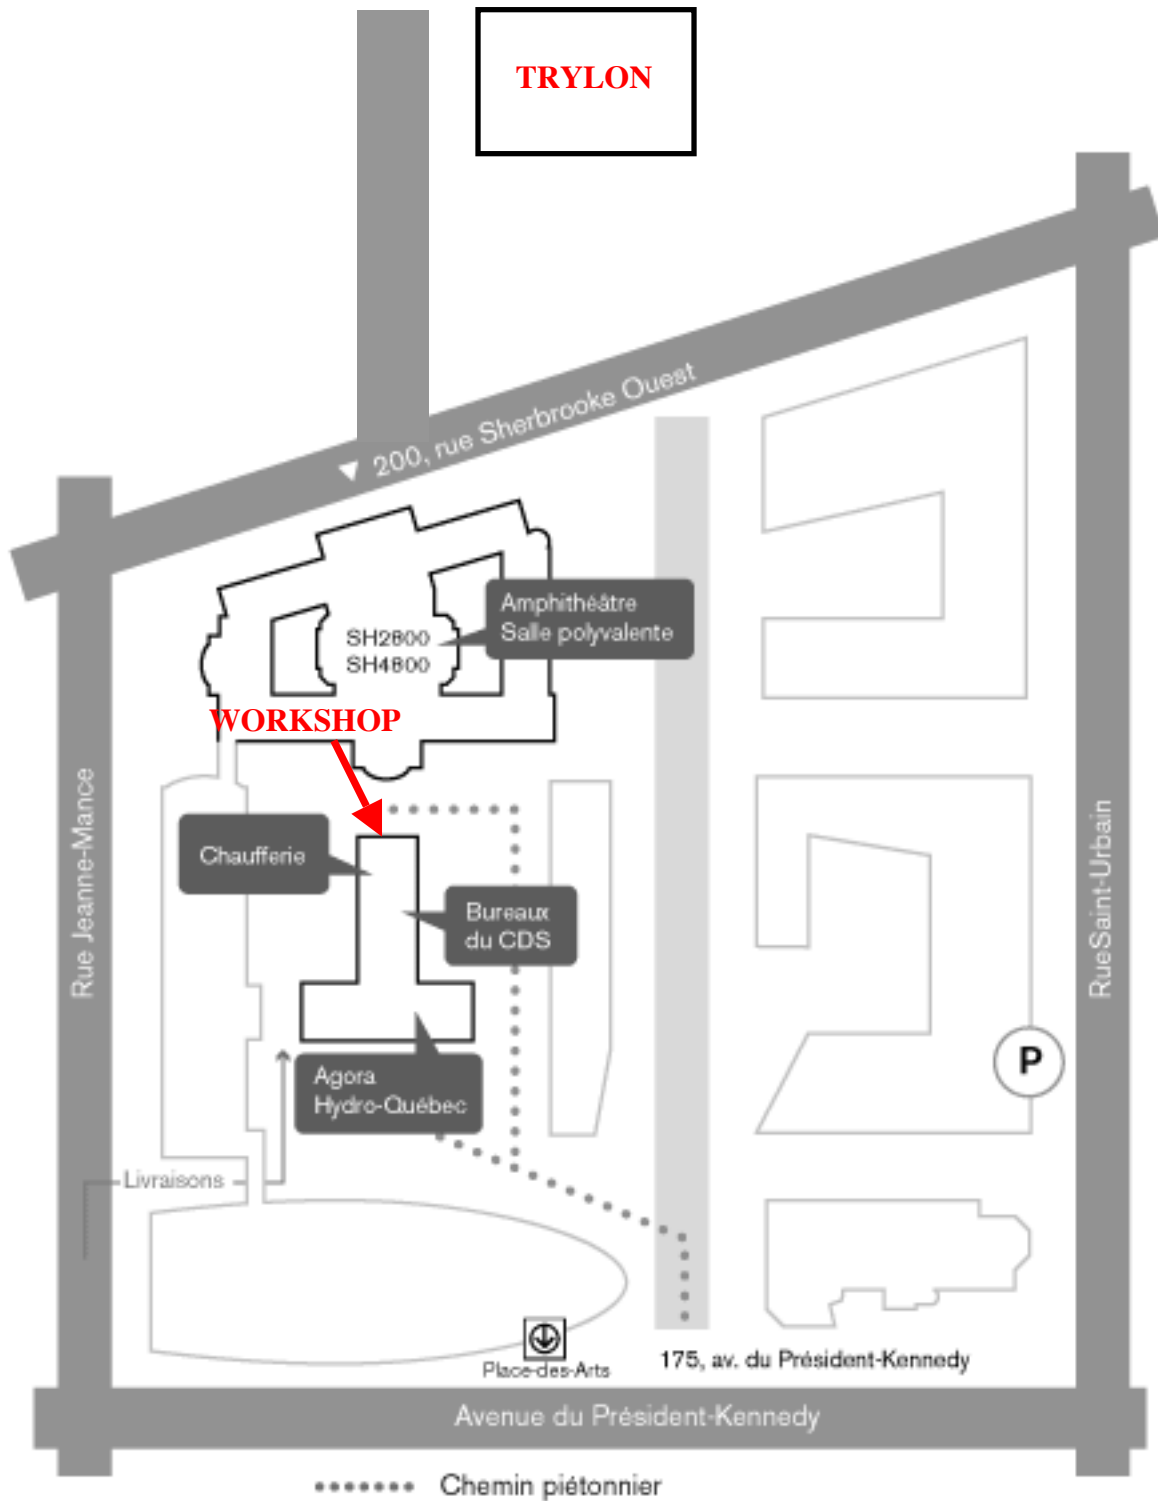 TRYLON
200, rue Sherbrooke Ouest
Amphithéâtre
Salle polyvalente
SH2800
SH4800
WORKSHOP
Chaufferie
Bureaux
du CDS
Rue Jeanne-Mance
RueSaint-Urbain
P
Agora
Hydro-Québec
Livraisons
Place-des-Arts
175, av. du Président-Kennedy
Avenue du Président-Kennedy
Chemin piétonnier